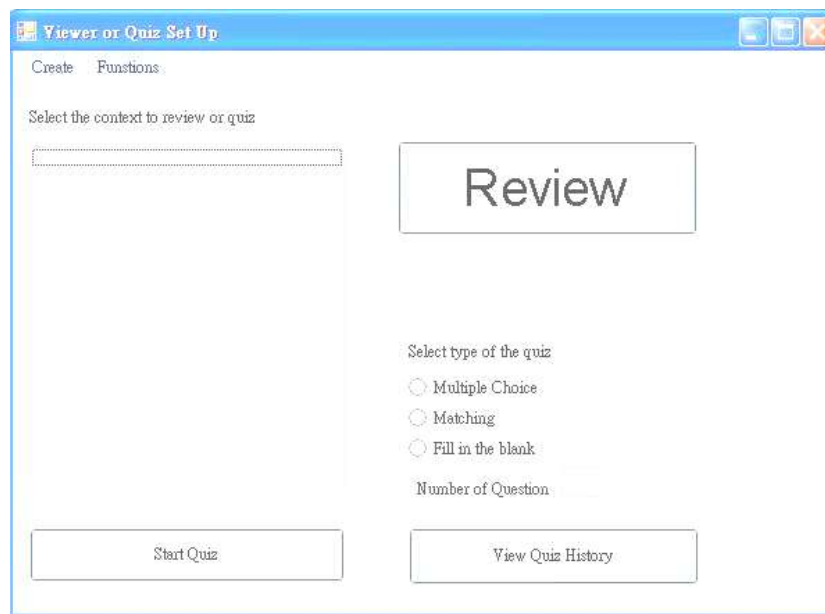 Viewer or Quiz Set Up
Create Funstions
Select the context to review or quiz
Review
Select type of the quiz
Multiple Choice
Matching
Fill in the blank
Number of Question
Start Quiz
View Quiz History